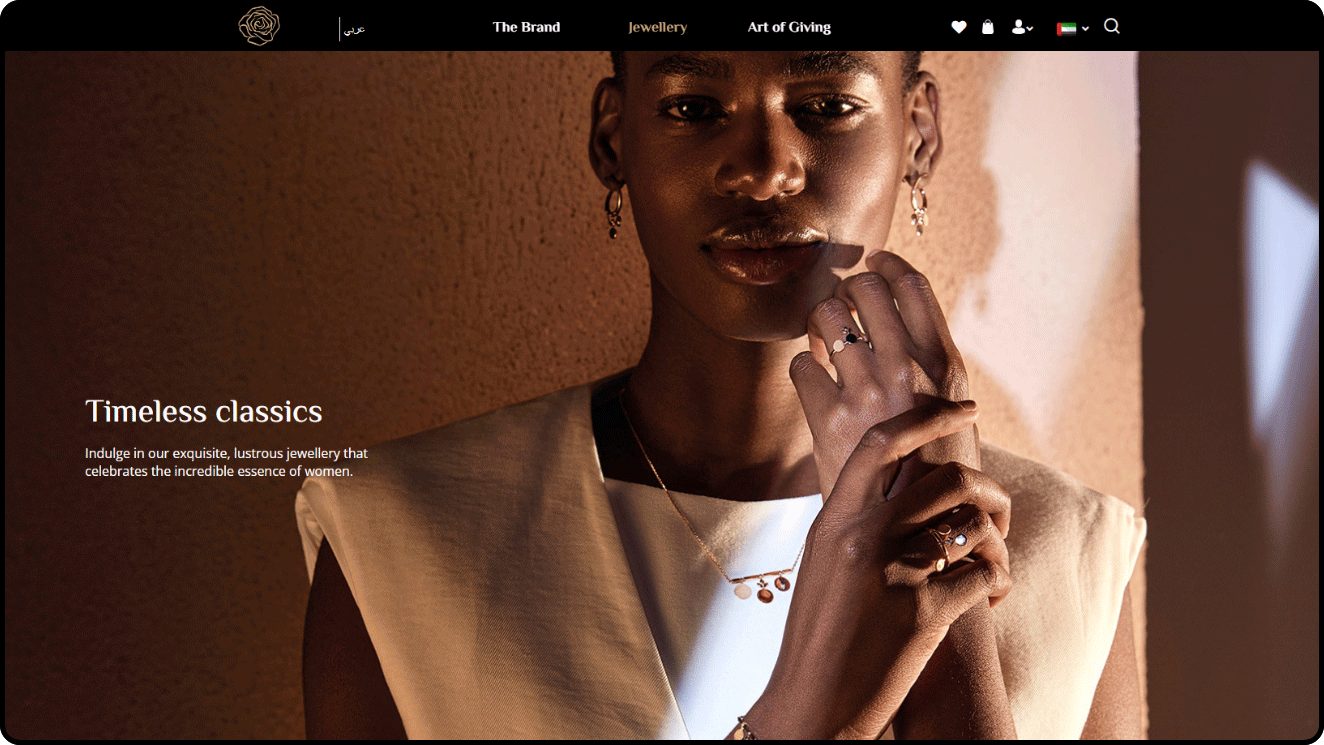 عربي
The Brand
Jewellery
Art of Giving
Timeless classics
Indulge in our exquisite, lustrous jewellery that
celebrates the incredible essence of women.